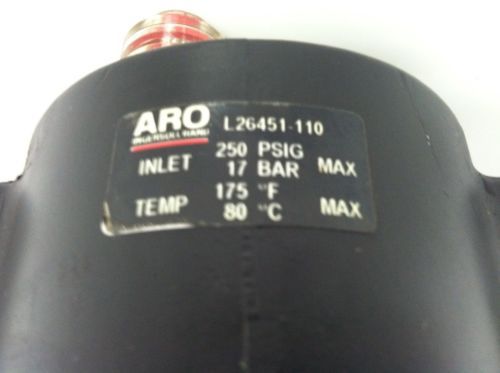 ARO L26451-110
INGERSOLL-RAND
250 PSIG
INLET 17 BAR MAX
175 °F
TEMP 80 °C MAX